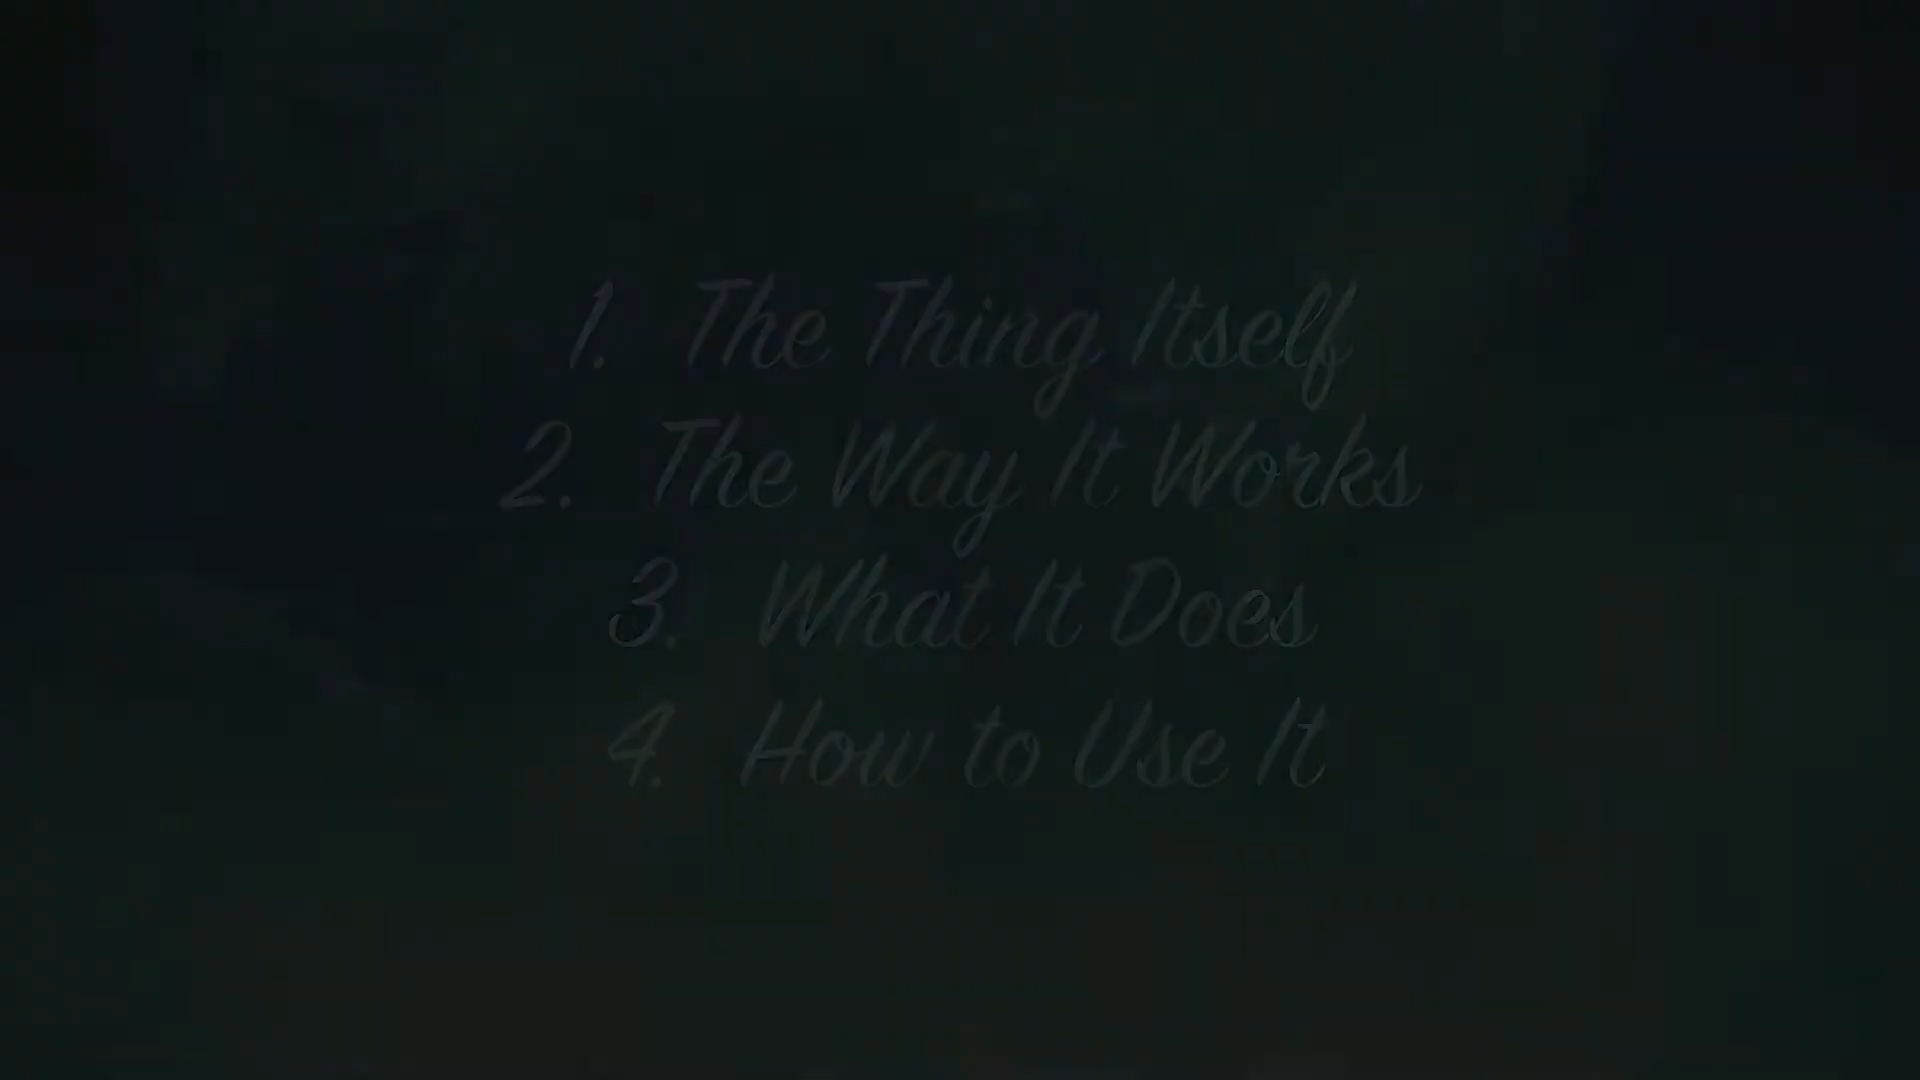 1. The Thing Itself
2. The Way It Works
3. What It Does
4. How to Use It